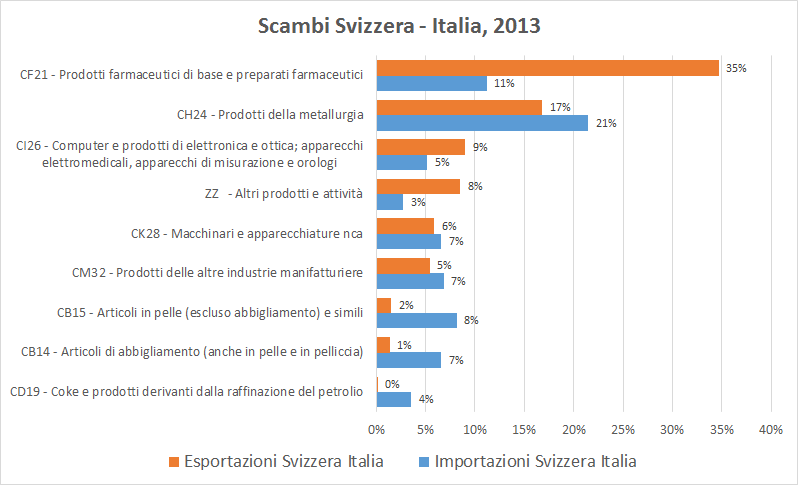 Scambi Svizzera - Italia, 2013
CF21 - Prodotti farmaceutici di base e preparati farmaceutici
35%
11%
CH24 - Prodotti della metallurgia
17%
21%
CI26 - Computer e prodotti di elettronica e ottica; apparecchi
elettromedicali, apparecchi di misurazione e orologi
9%
5%
ZZ - Altri prodotti e attività
8%
3%
CK28 - Macchinari e apparecchiature nca
6%
7%
CM32 - Prodotti delle altre industrie manifatturiere
5%
7%
CB15 - Articoli in pelle (escluso abbigliamento) e simili
2%
8%
CB14 - Articoli di abbigliamento (anche in pelle e in pelliccia)
1%
7%
CD19 - Coke e prodotti derivanti dalla raffinazione del petrolio
0%
4%
0% 5% 10% 15% 20% 25% 30% 35% 40%
Esportazioni Svizzera Italia Importazioni Svizzera Italia